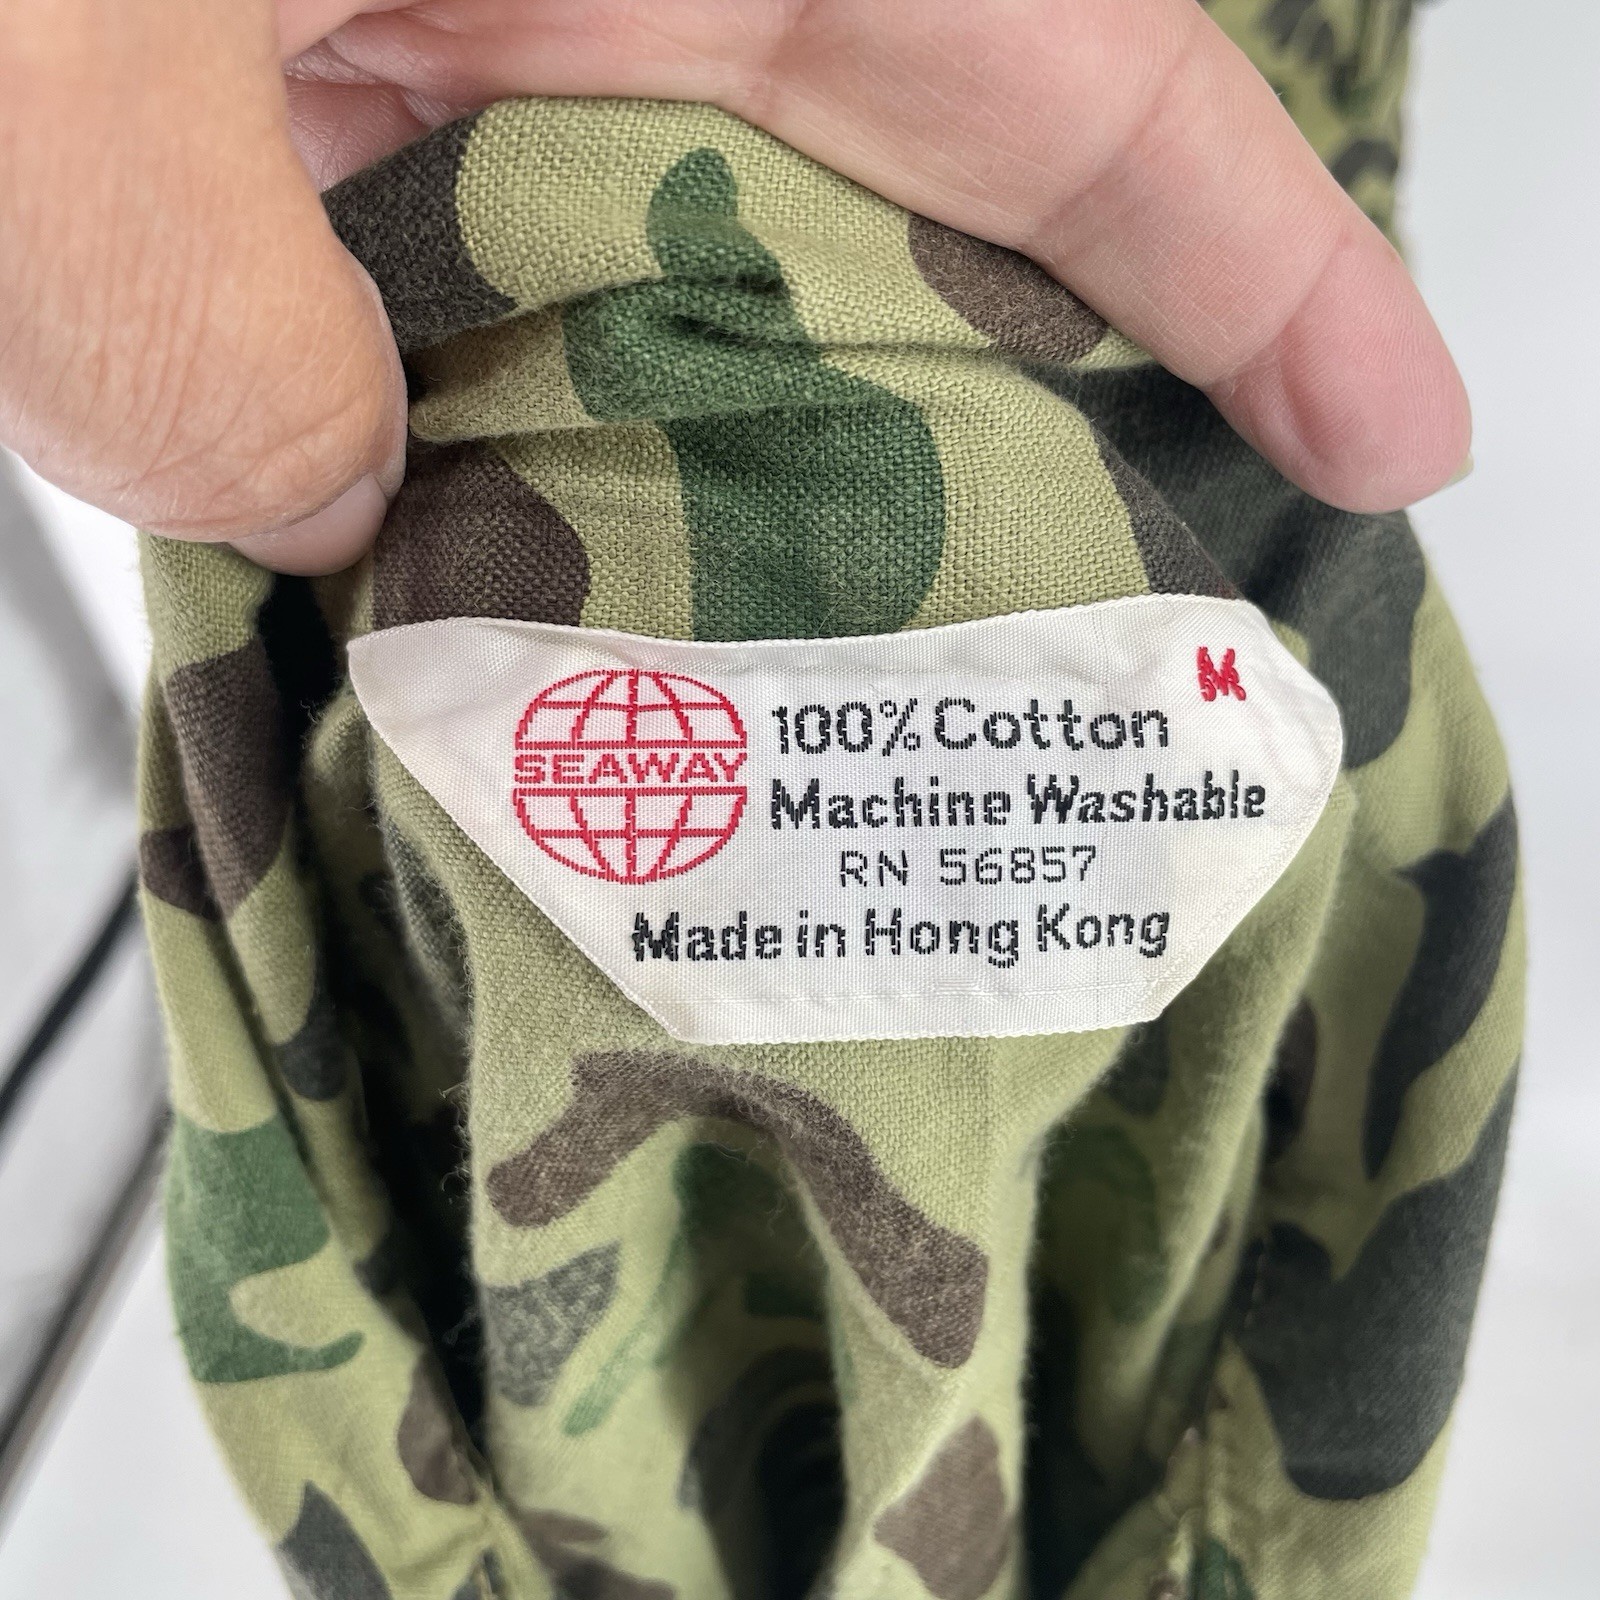 M
SEAWAY
100% Cotton
Machine Washable
RN 56857
Made in Hong Kong